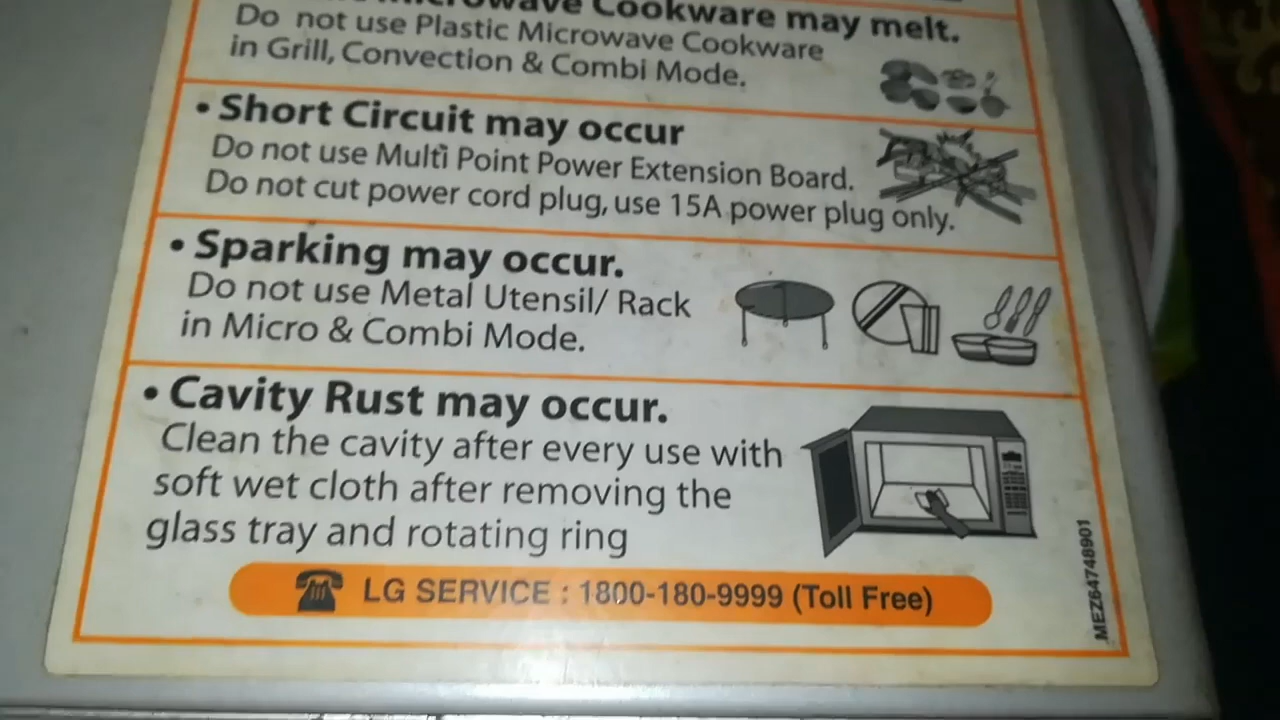 Microwave Cookware may melt.
Do not use Plastic Microwave Cookware
in Grill, Convection & Combi Mode.
• Short Circuit may occur
Do not use Multi Point Power Extension Board.
Do not cut power cord plug, use 15A power plug only.
• Sparking may occur.
Do not use Metal Utensil/ Rack
in Micro & Combi Mode.
• Cavity Rust may occur.
Clean the cavity after every use with
soft wet cloth after removing the
glass tray and rotating ring
LG SERVICE : 1800-180-9999 (Toll Free)
MEZ64748901